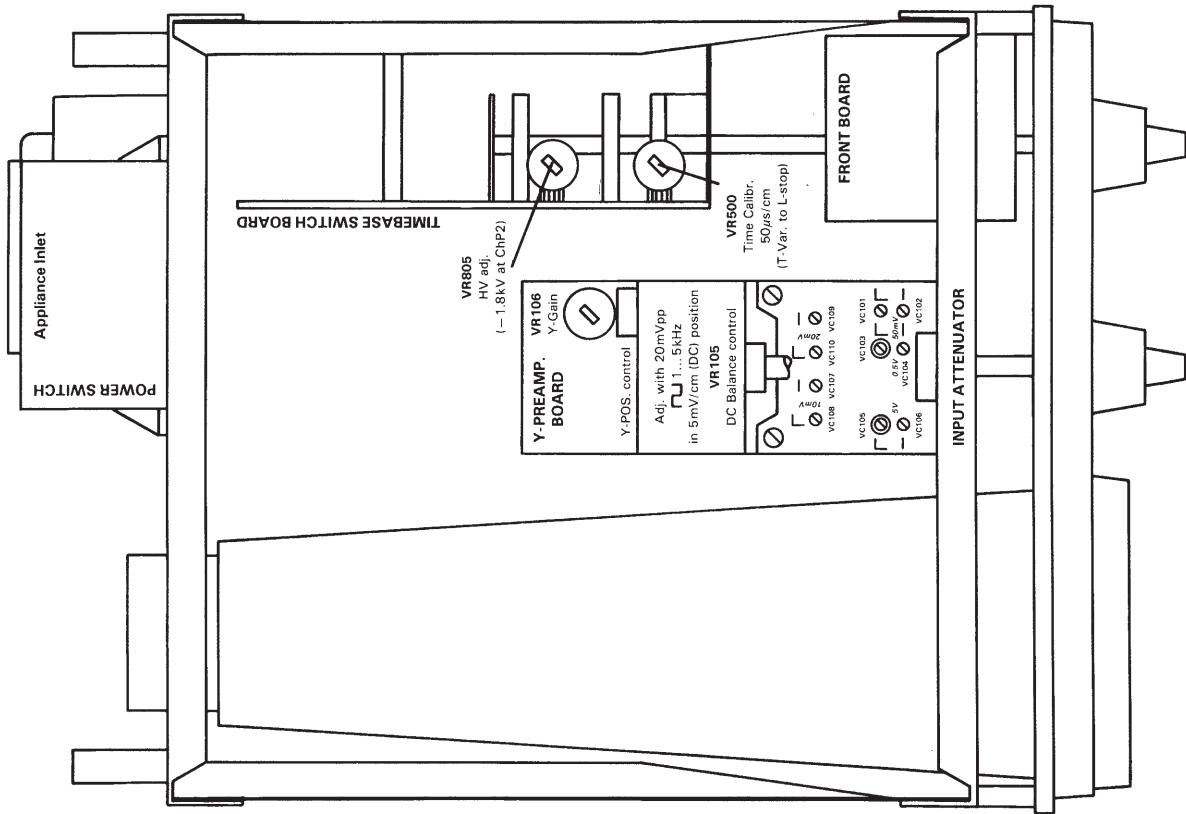 Appliance Inlet
POWER SWITCH
TIMEBASE SWITCH BOARD
VR805
HV adj.
(– 1.8kV at ChP2)
VR500
Time Calibr.
50µs/cm
(T-Var. to L-stop)
FRONT BOARD
Y-PREAMP.
BOARD
VR106
Y-Gain
Y-POS. control
Adj. with 20mVpp
1...5kHz
in 5mV/cm (DC) position
VR105
DC Balance control
20mV
10mV
VC108
VC107
VC110
VC109
VC105
VC103
VC101
5V
0.5V
50mV
VC106
VC104
VC102
INPUT ATTENUATOR